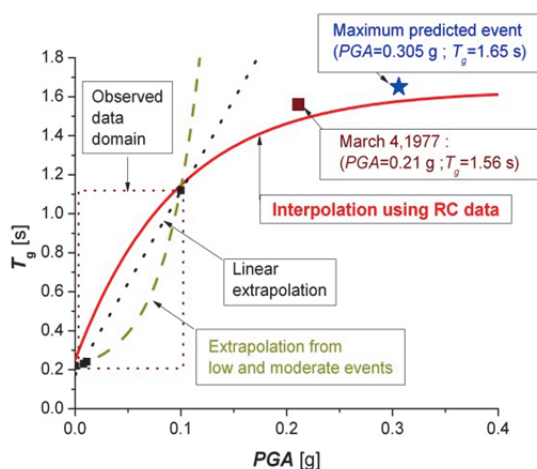 Maximum predicted event
(PGA=0.305 g ; Tg=1.65 s)
Observed
data
domain
March 4,1977 :
(PGA=0.21 g ;Tg=1.56 s)
Interpolation using RC data
Linear
extrapolation
Extrapolation from
low and moderate events
1.8
1.6
1.4
1.2
1.0
0.8
0.6
0.4
0.2
0.0
Tg [s]
0.0 0.1 0.2 0.3 0.4
PGA [g]